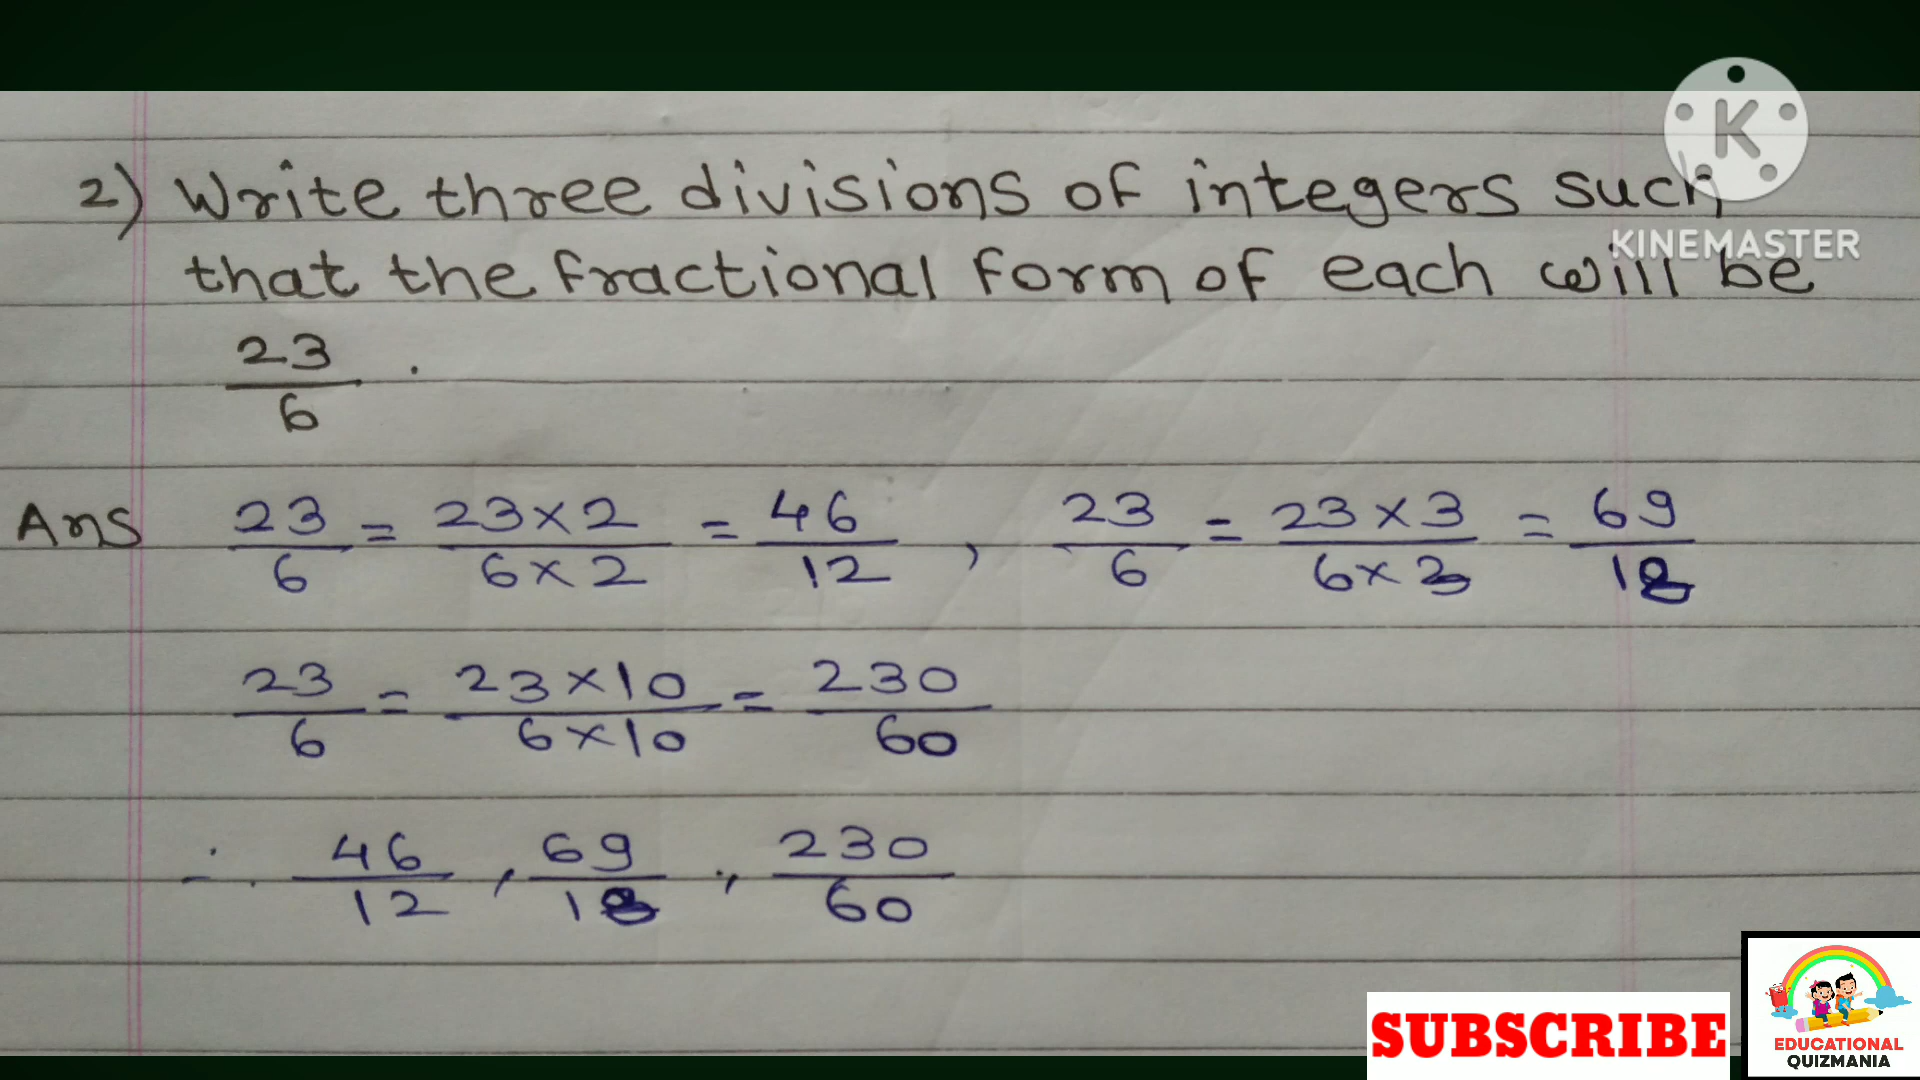 K
KINEMASTER
2) Write three divisions of integers such
that the fractional form of each will be
23/6 .
Ans 23/6 = 23×2/6×2 = 46/12 , 23/6 = 23×3/6×3 = 69/18
23/6 = 23×10/6×10 = 230/60
∴ 46/12 , 69/18 , 230/60
SUBSCRIBE
EDUCATIONAL
QUIZMANIA